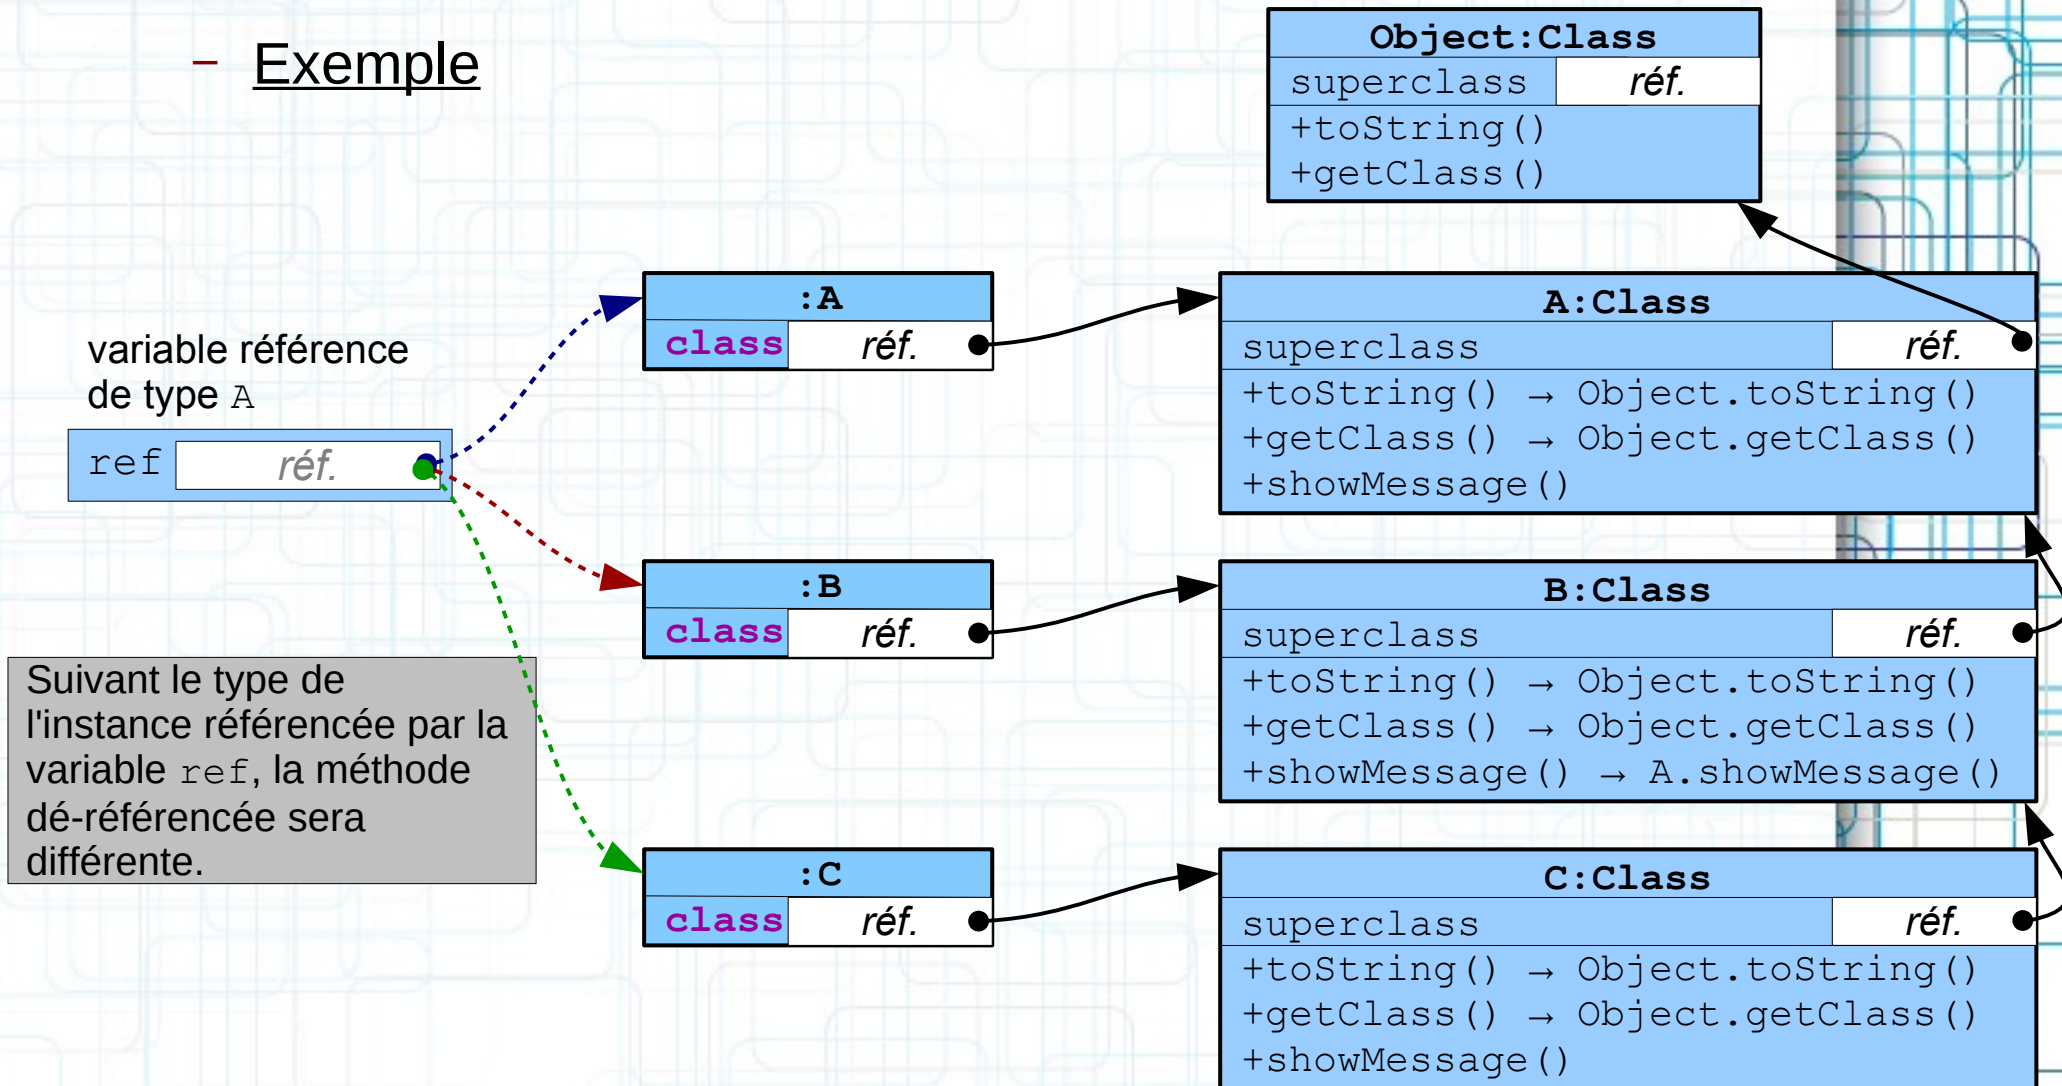 – Exemple
Object:Class
superclass réf.
+toString()
+getClass()
variable référence
de type A
ref réf.
Suivant le type de
l'instance référencée par la
variable ref, la méthode
dé-référencée sera
différente.
:A
class réf.
A:Class
superclass réf.
+toString() → Object.toString()
+getClass() → Object.getClass()
+showMessage()
:B
class réf.
B:Class
superclass réf.
+toString() → Object.toString()
+getClass() → Object.getClass()
+showMessage() → A.showMessage()
:C
class réf.
C:Class
superclass réf.
+toString() → Object.toString()
+getClass() → Object.getClass()
+showMessage()